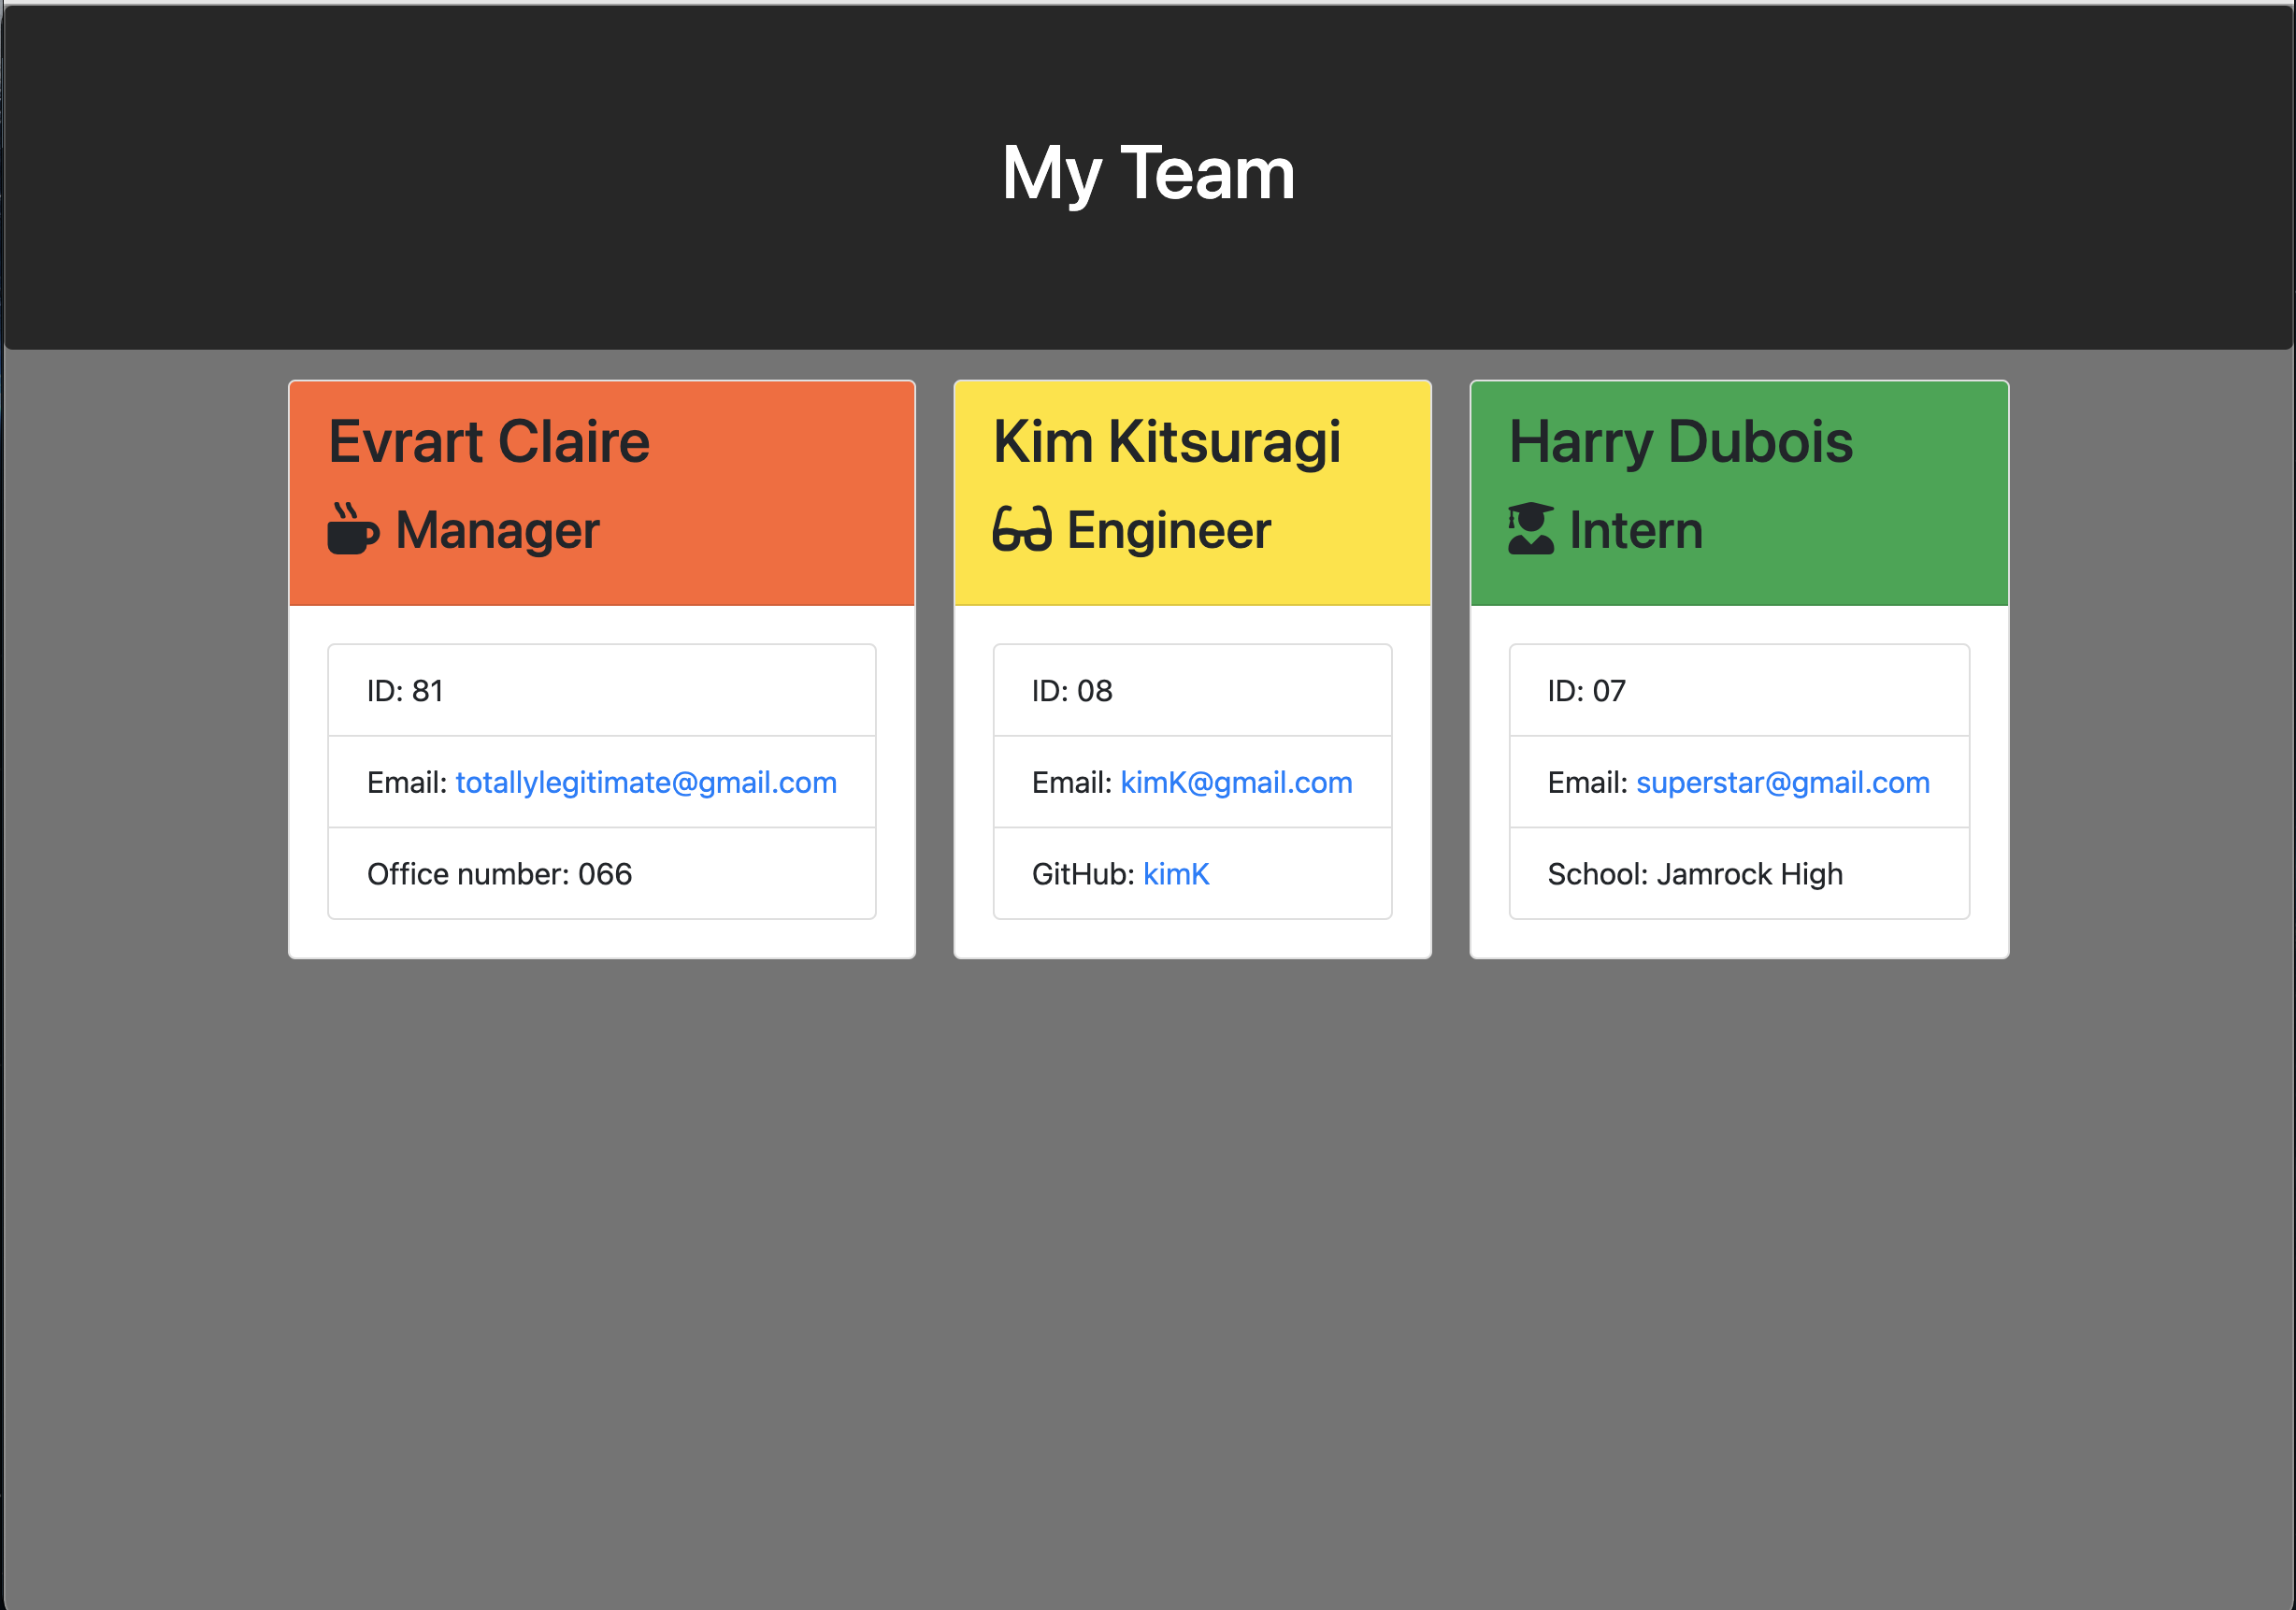 My Team
Evrart Claire
Manager
ID: 81
Email: totallylegitimate@gmail.com
Office number: 066
Kim Kitsuragi
Engineer
ID: 08
Email: kimK@gmail.com
GitHub: kimK
Harry Dubois
Intern
ID: 07
Email: superstar@gmail.com
School: Jamrock High